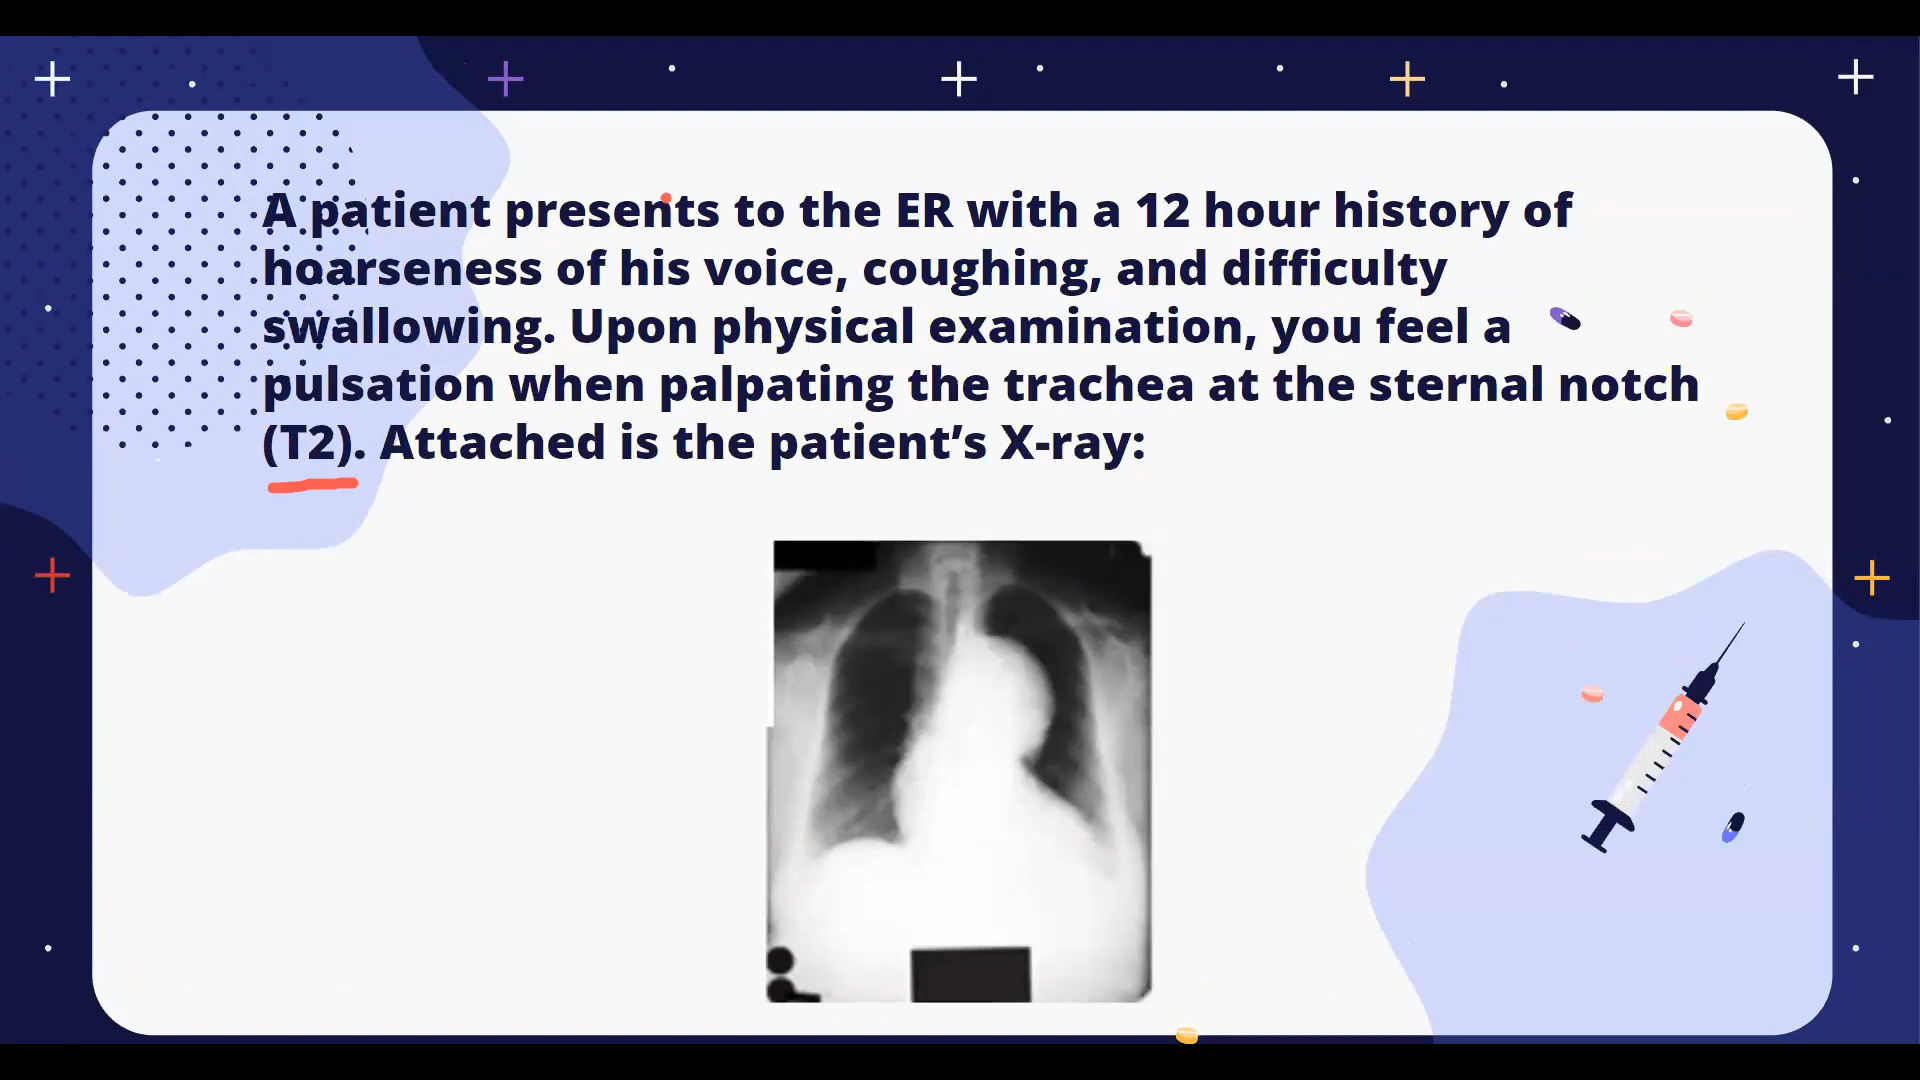 A patient presents to the ER with a 12 hour history of
hoarseness of his voice, coughing, and difficulty
swallowing. Upon physical examination, you feel a
pulsation when palpating the trachea at the sternal notch
(T2). Attached is the patient’s X-ray: